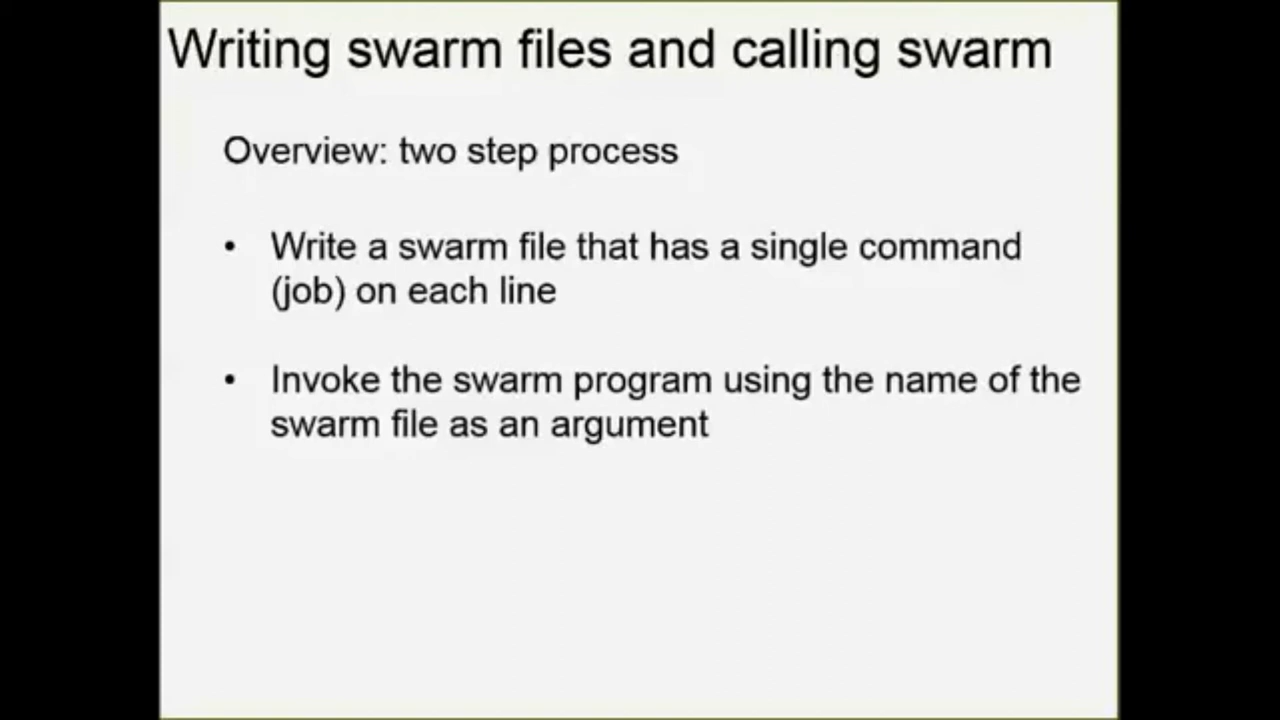 Writing swarm files and calling swarm
Overview: two step process
• Write a swarm file that has a single command
(job) on each line
• Invoke the swarm program using the name of the
swarm file as an argument